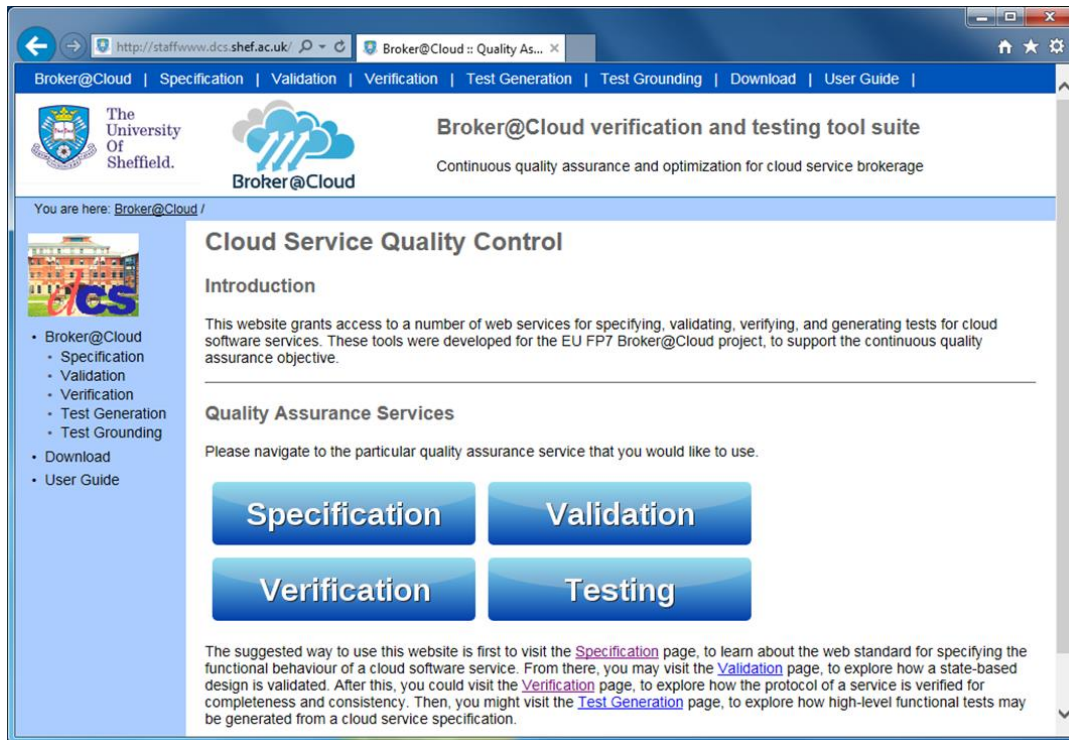 http://staffwww.dcs.shef.ac.uk/
Broker@Cloud :: Quality As...
Broker@Cloud | Specification | Validation | Verification | Test Generation | Test Grounding | Download | User Guide |
The
University
Of
Sheffield.
Broker@Cloud
Broker@Cloud verification and testing tool suite
Continuous quality assurance and optimization for cloud service brokerage
You are here: Broker@Cloud /
dcs
• Broker@Cloud
• Specification
• Validation
• Verification
• Test Generation
• Test Grounding
• Download
• User Guide
Cloud Service Quality Control
Introduction
This website grants access to a number of web services for specifying, validating, verifying, and generating tests for cloud
software services. These tools were developed for the EU FP7 Broker@Cloud project, to support the continuous quality
assurance objective.
Quality Assurance Services
Please navigate to the particular quality assurance service that you would like to use.
Specification Validation
Verification Testing
The suggested way to use this website is first to visit the Specification page, to learn about the web standard for specifying the
functional behaviour of a cloud software service. From there, you may visit the Validation page, to explore how a state-based
design is validated. After this, you could visit the Verification page, to explore how the protocol of a service is verified for
completeness and consistency. Then, you might visit the Test Generation page, to explore how high-level functional tests may
be generated from a cloud service specification.